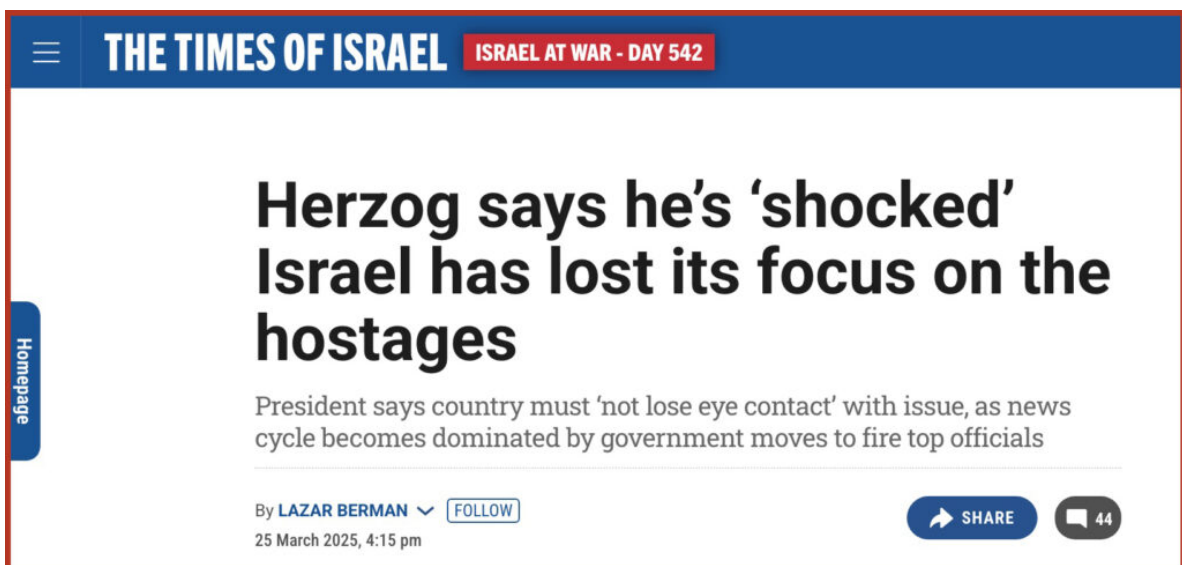 THE TIMES OF ISRAEL ISRAEL AT WAR - DAY 542
Herzog says he’s ‘shocked’
Israel has lost its focus on the
hostages
Homepage
President says country must ‘not lose eye contact’ with issue, as news
cycle becomes dominated by government moves to fire top officials
By LAZAR BERMAN FOLLOW
SHARE 44
25 March 2025, 4:15 pm